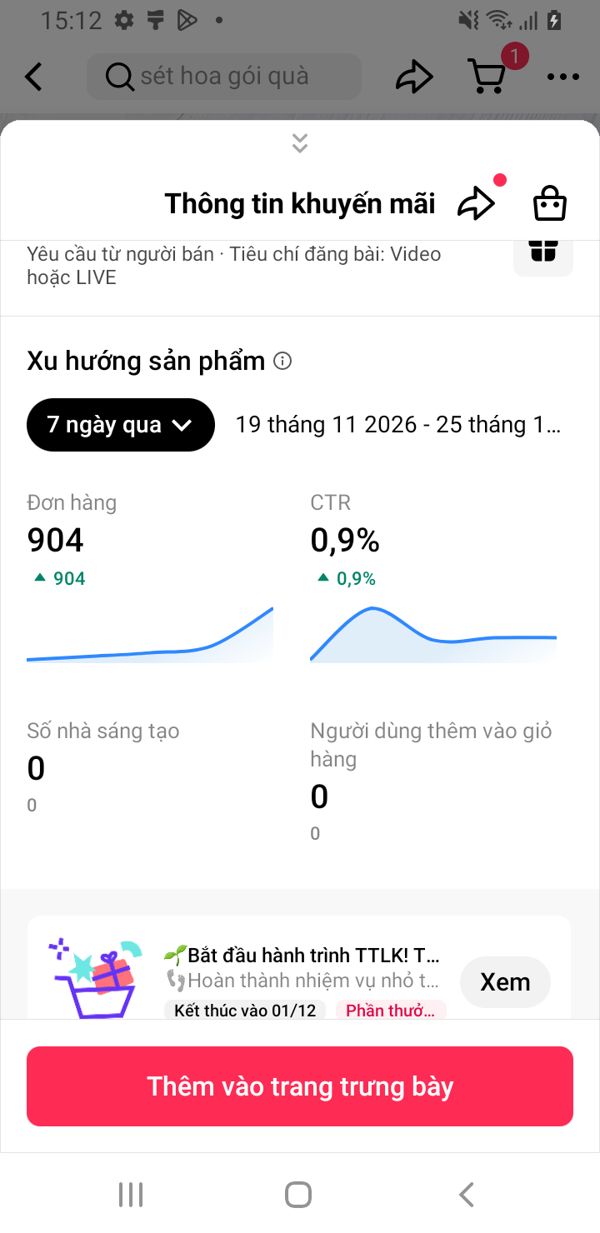 15:12
sét hoa gói quà
1
Thông tin khuyến mãi
Yêu cầu từ người bán · Tiêu chí đăng bài: Video
hoặc LIVE
Xu hướng sản phẩm
7 ngày qua
19 tháng 11 2026 - 25 tháng 1...
Đơn hàng
904
904
CTR
0,9%
0,9%
Số nhà sáng tạo
0
0
Người dùng thêm vào giỏ
hàng
0
0
🌱Bắt đầu hành trình TTLK! T...
👣Hoàn thành nhiệm vụ nhỏ t...
Kết thúc vào 01/12
Phần thưở...
Xem
Thêm vào trang trưng bày